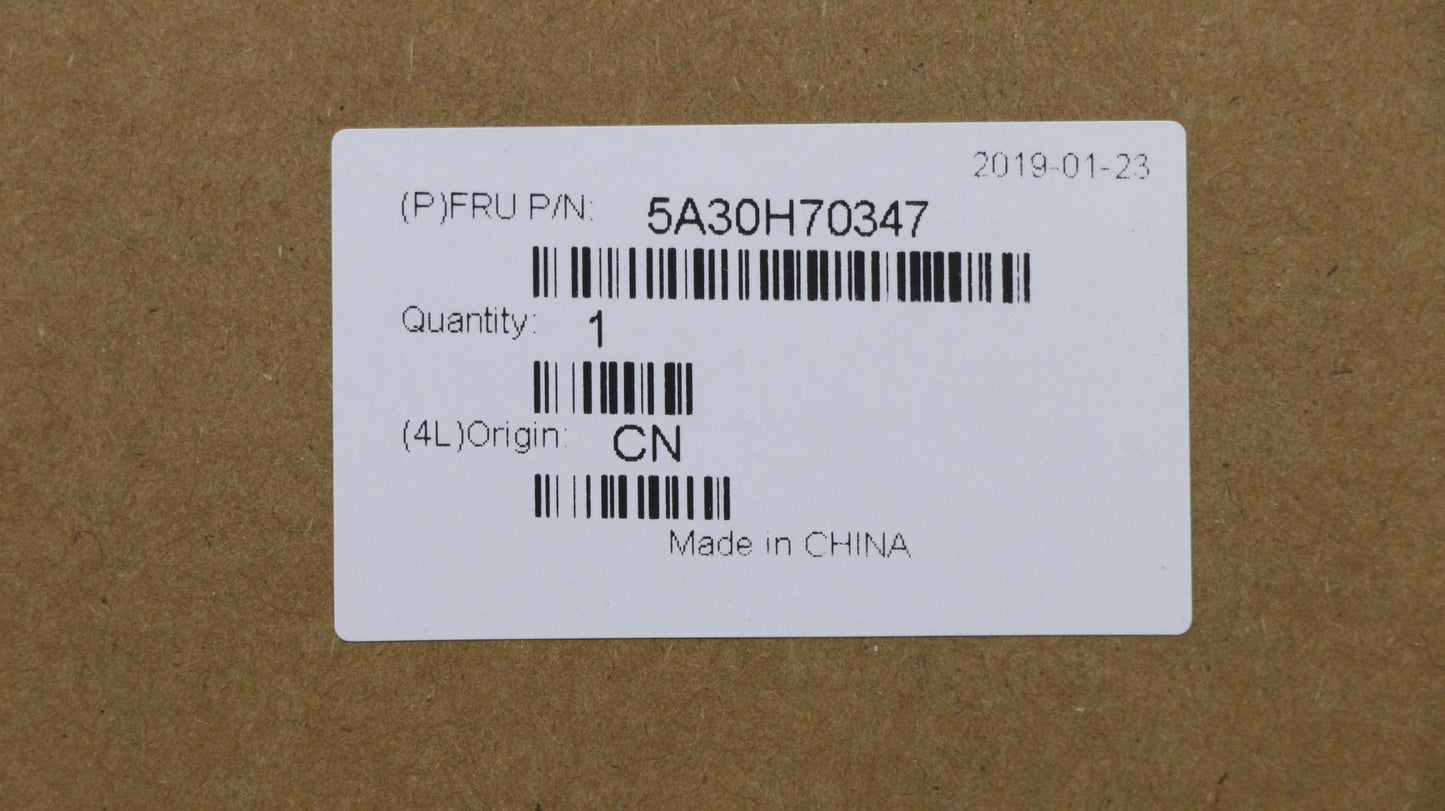 2019-01-23
(P)FRU P/N: 5A30H70347
Quantity: 1
(4L)Origin: CN
Made in CHINA